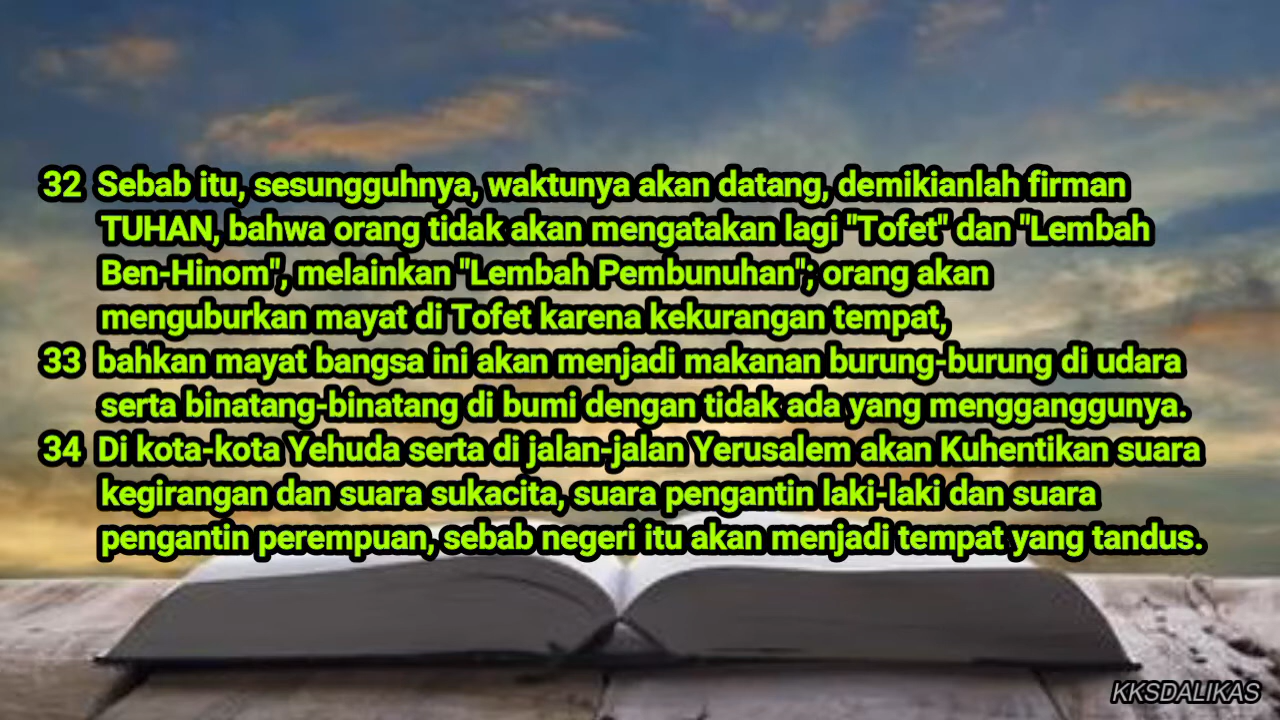 32 Sebab itu, sesungguhnya, waktunya akan datang, demikianlah firman
TUHAN, bahwa orang tidak akan mengatakan lagi "Tofet" dan "Lembah
Ben-Hinom", melainkan "Lembah Pembunuhan"; orang akan
menguburkan mayat di Tofet karena kekurangan tempat,
33 bahkan mayat bangsa ini akan menjadi makanan burung-burung di udara
serta binatang-binatang di bumi dengan tidak ada yang mengganggunya.
34 Di kota-kota Yehuda serta di jalan-jalan Yerusalem akan Kuhentikan suara
kegirangan dan suara sukacita, suara pengantin laki-laki dan suara
pengantin perempuan, sebab negeri itu akan menjadi tempat yang tandus.
KKSDALIKAS